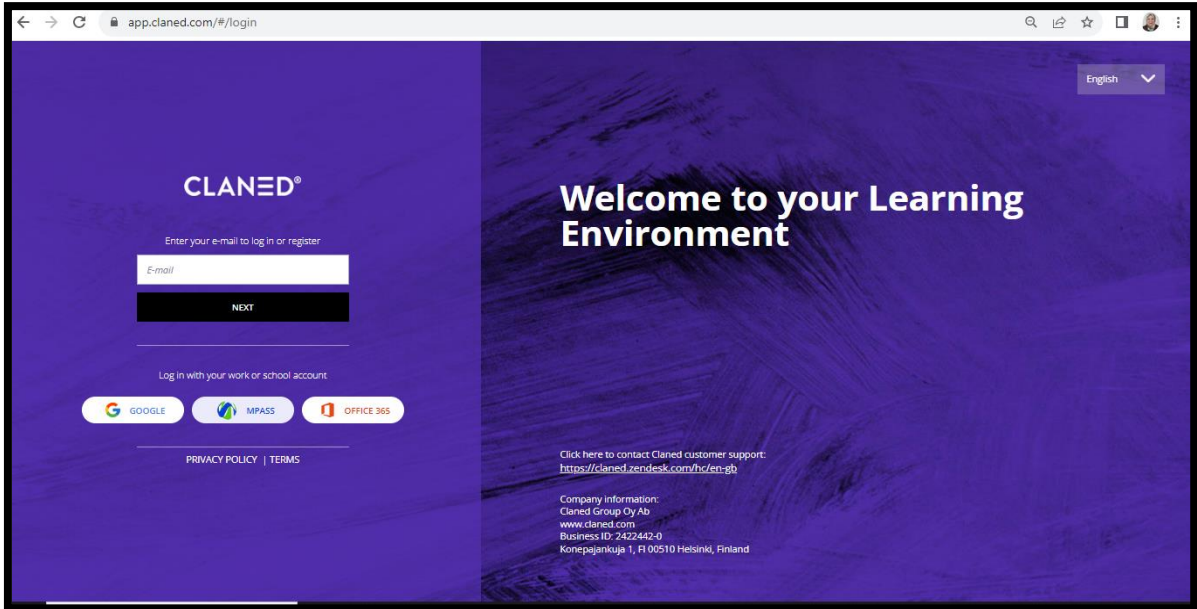 app.claned.com/#/login
English
CLANED®
Enter your e-mail to log in or register
E-mail
NEXT
Log in with your work or school account
GOOGLE
MPASS
OFFICE 365
PRIVACY POLICY | TERMS
Welcome to your Learning
Environment
Click here to contact Claned customer support:
https://claned.zendesk.com/hc/en-gb
Company information:
Claned Group Oy Ab
www.claned.com
Business ID: 2422442-0
Konepajankuja 1, FI 00510 Helsinki, Finland